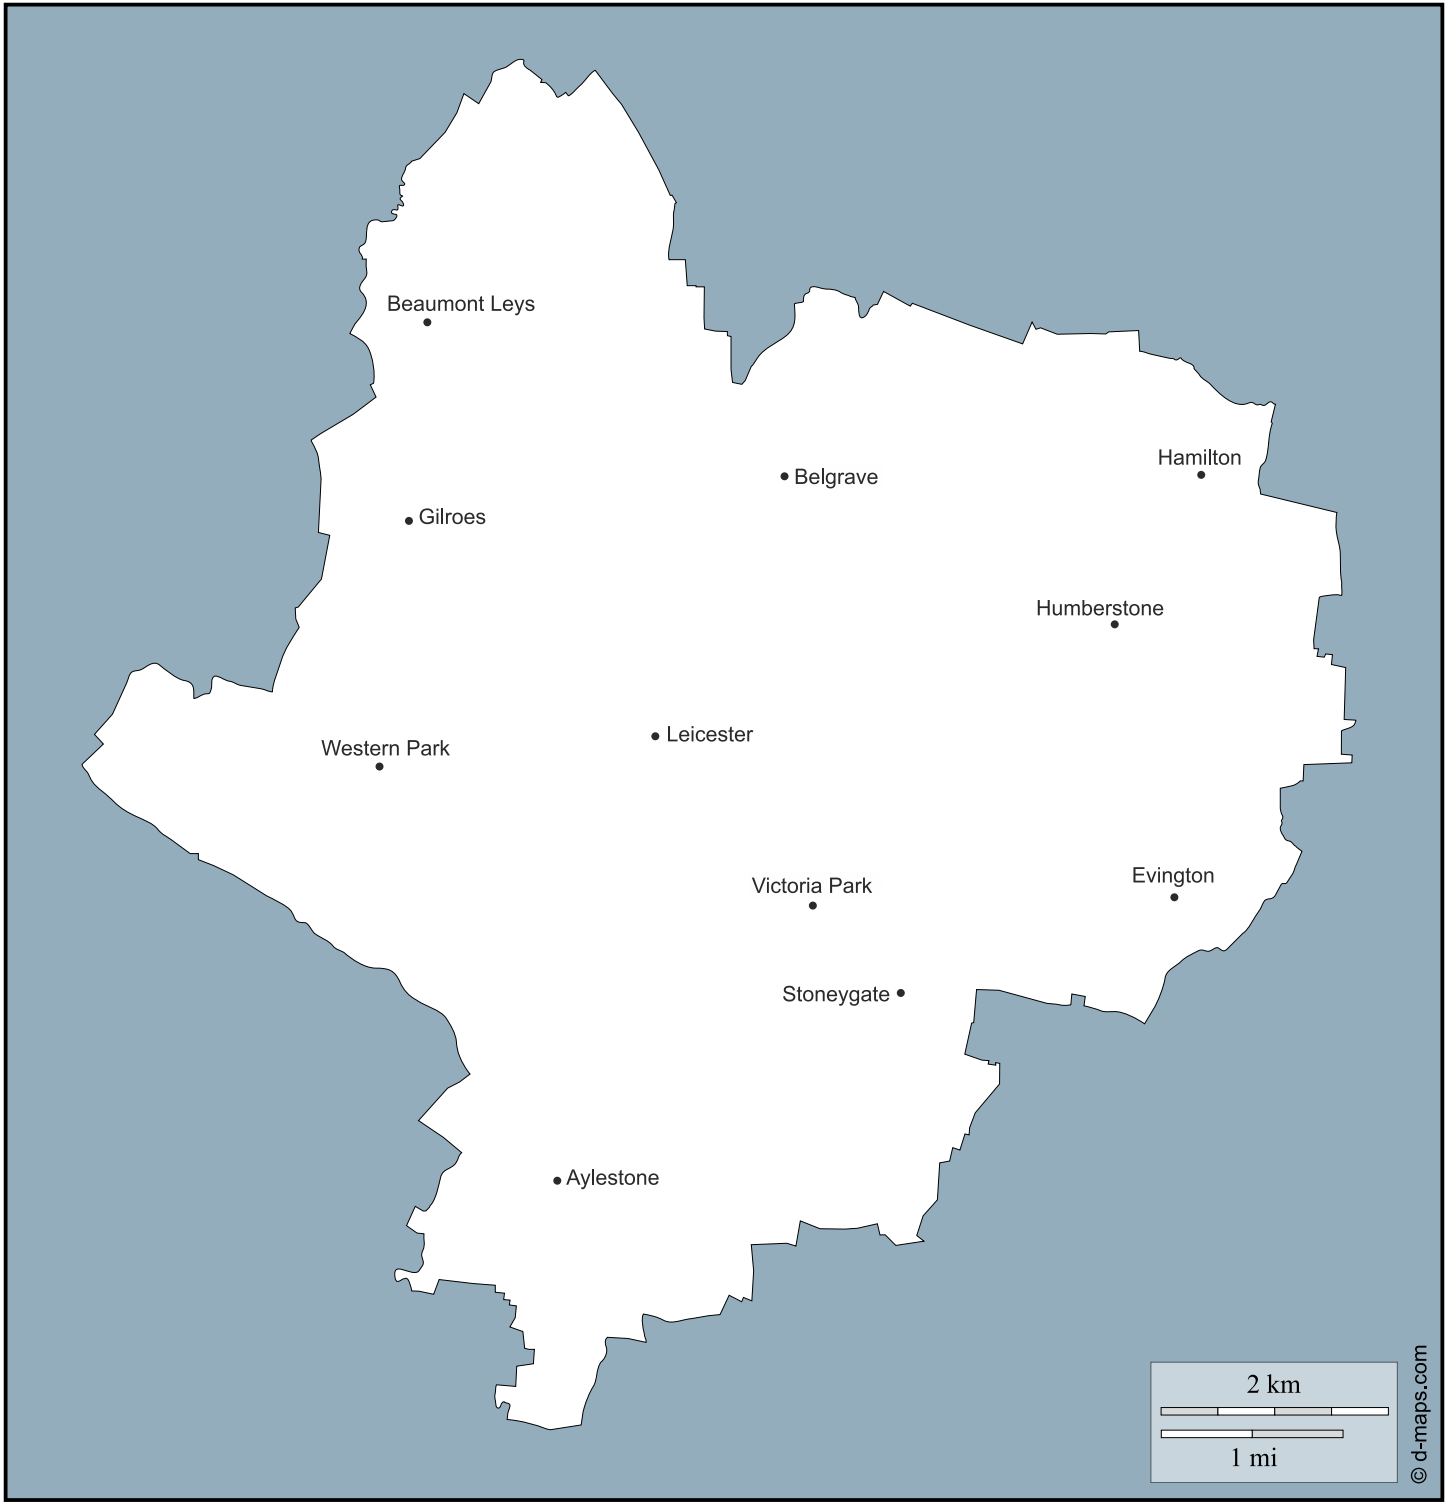 Beaumont Leys
Belgrave
Hamilton
Gilroes
Humberstone
Leicester
Western Park
Victoria Park
Evington
Stoneygate
Aylestone
2 km
1 mi
© d-maps.com